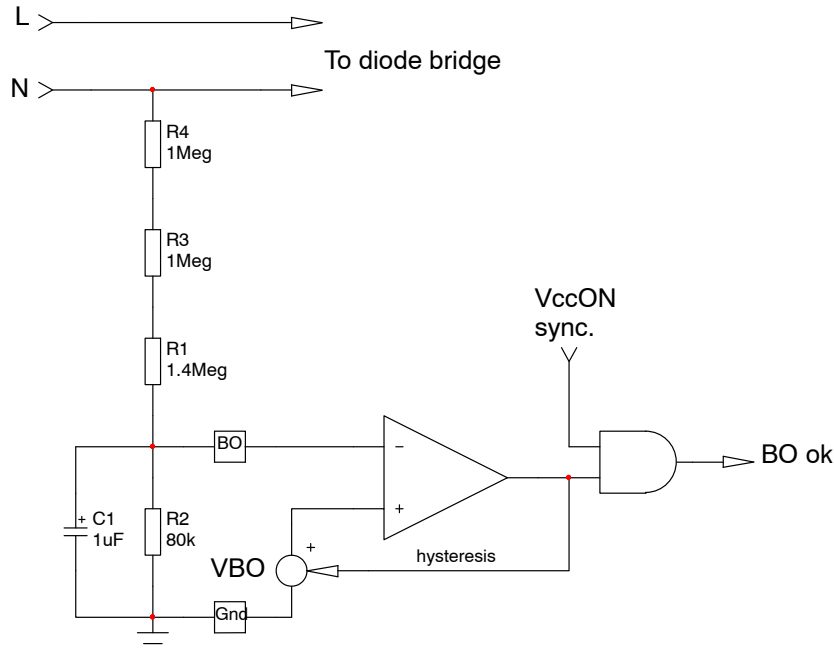 L
To diode bridge
N
R4
1Meg
R3
1Meg
VccON
sync.
R1
1.4Meg
BO
−
BO ok
+
+ C1
1uF
R2
80k
+
hysteresis
VBO
Gnd